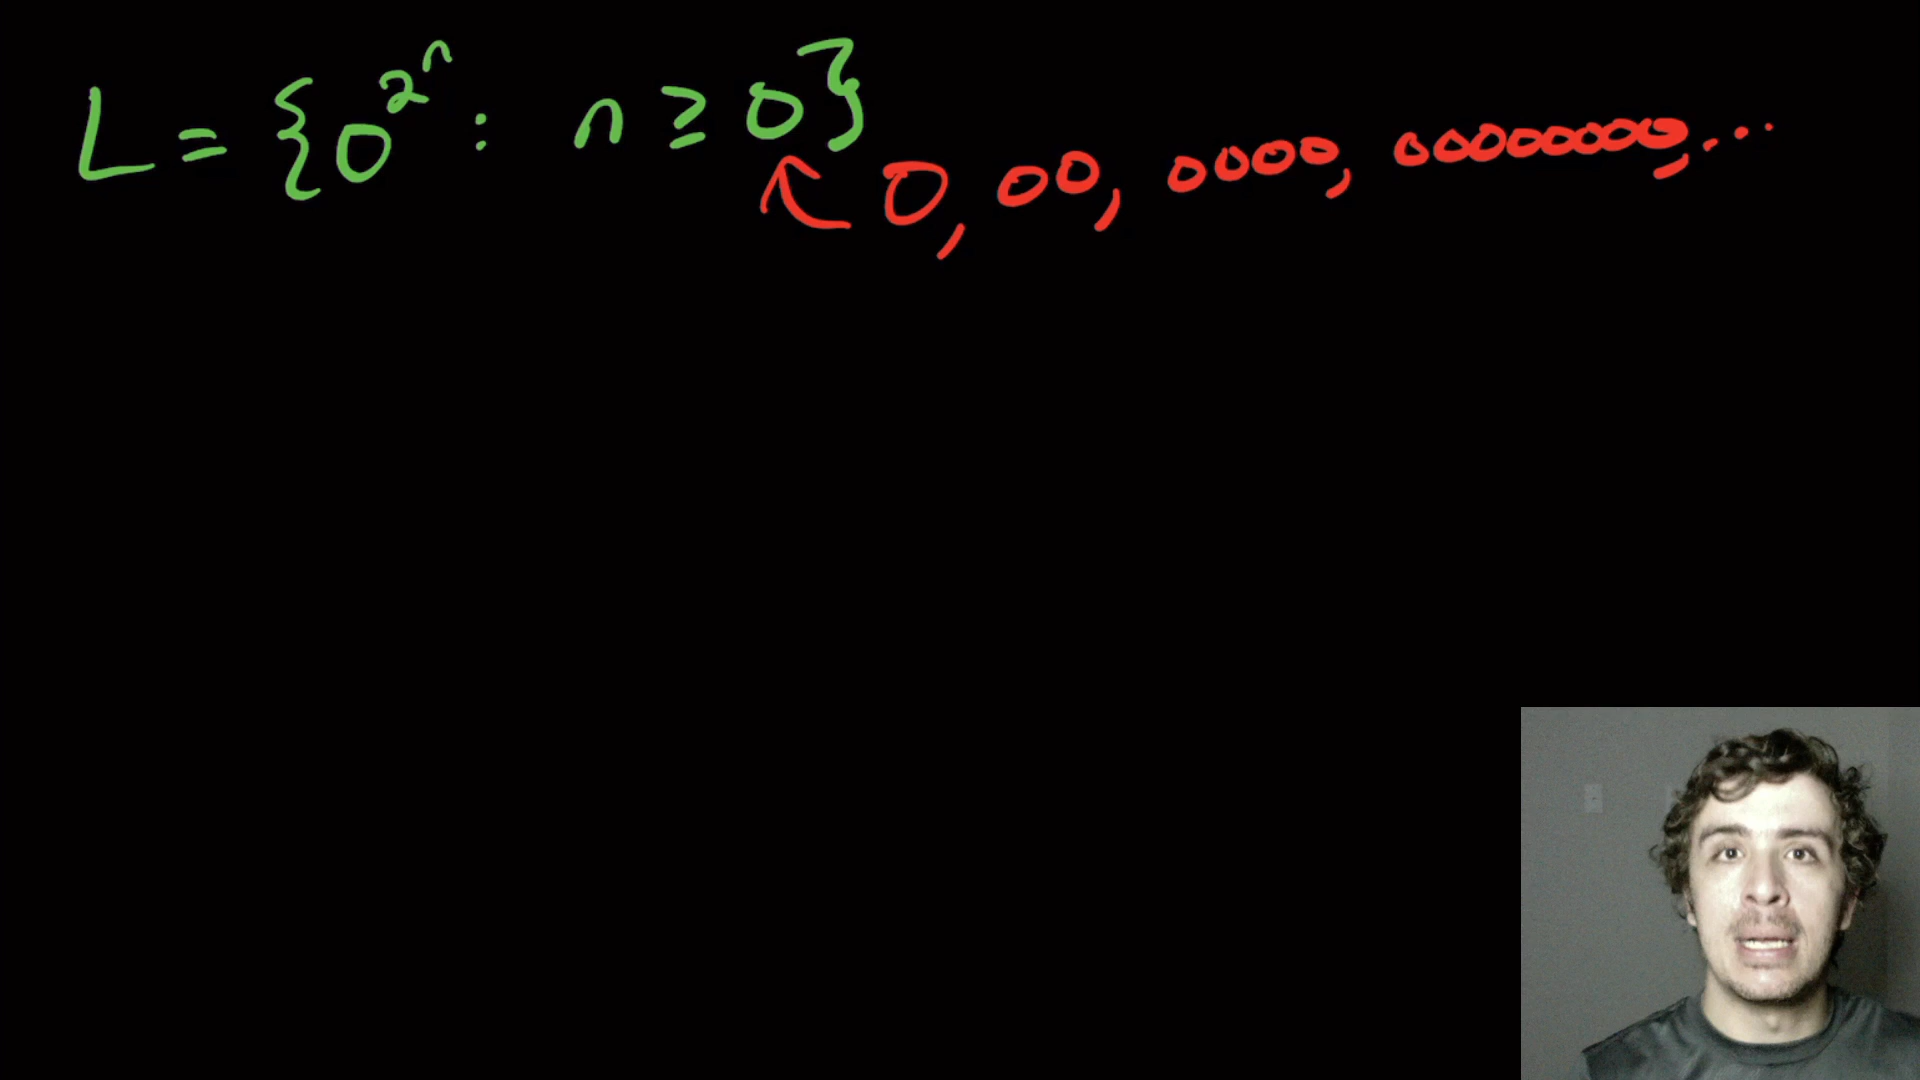 L = {0^2^n : n ≥ 0}
0, 00, 0000, 00000000, ...